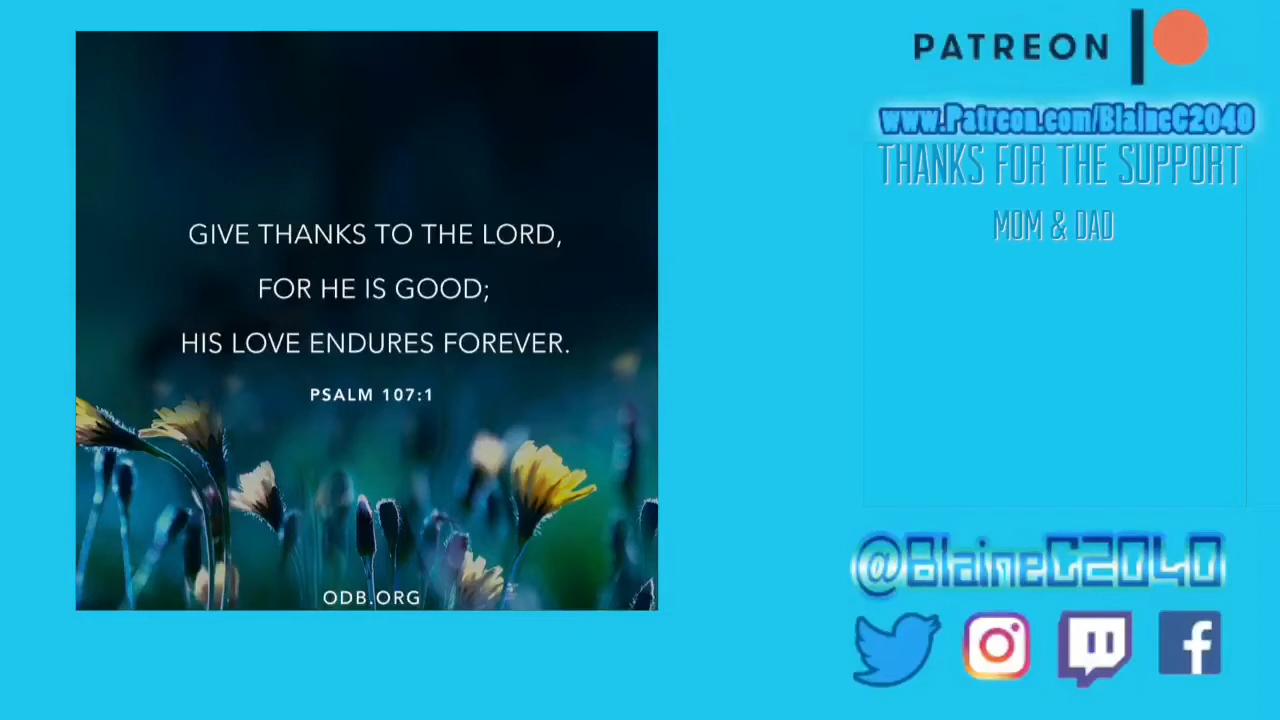 GIVE THANKS TO THE LORD,
FOR HE IS GOOD;
HIS LOVE ENDURES FOREVER.
PSALM 107:1
ODB.ORG
PATREON
www.Patreon.com/BlaineC2040
THANKS FOR THE SUPPORT
MOM & DAD
@BlaineC2040